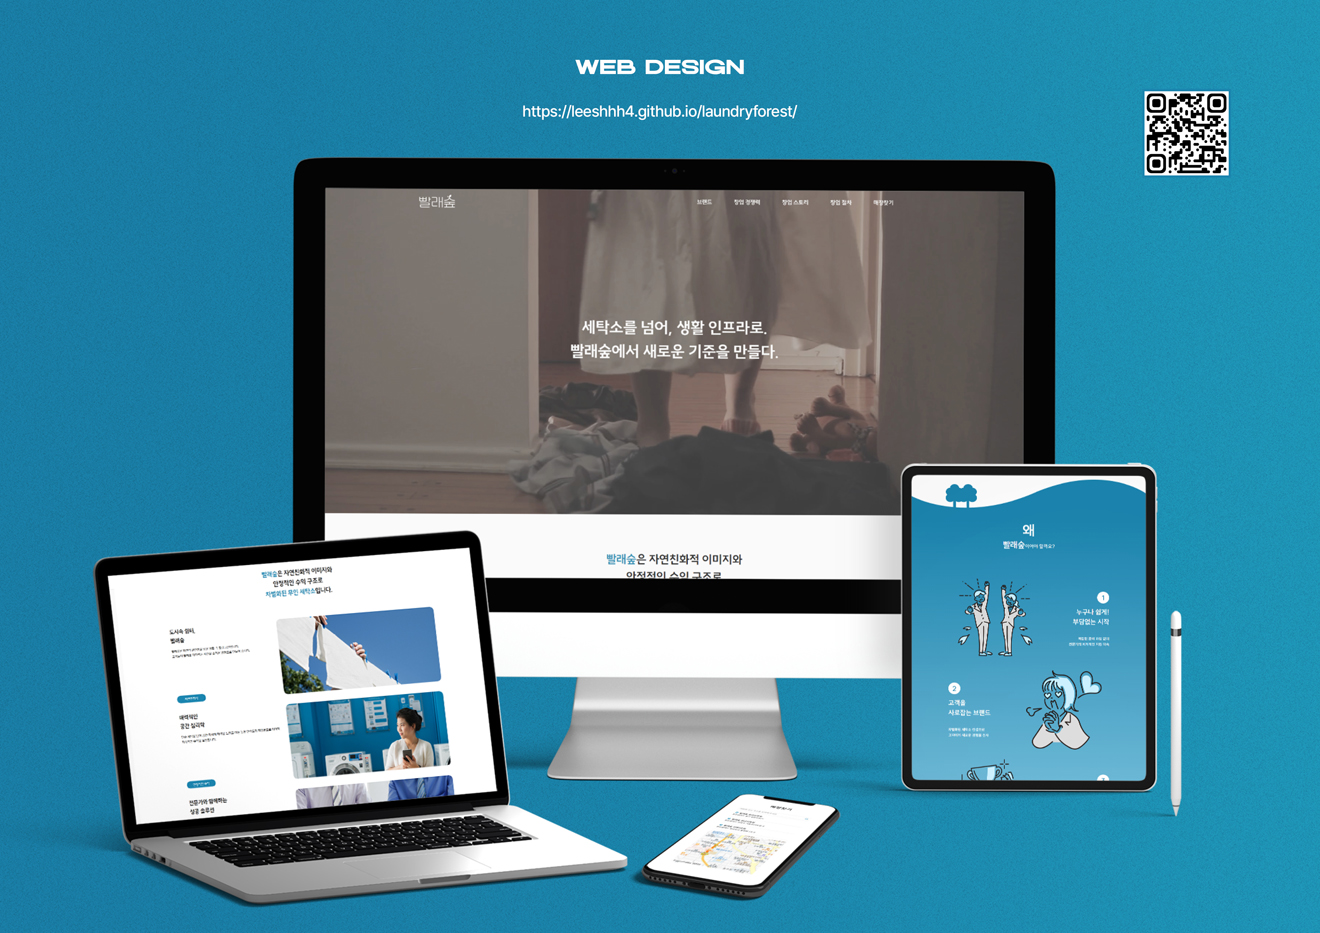 WEB DESIGN
https://leeshhh4.github.io/laundryforest/
빨래숲
브랜드 창업 경쟁력 창업 스토리 창업 절차 매장찾기
세탁소를 넘어, 생활 인프라로.
빨래숲에서 새로운 기준을 만들다.
빨래숲은 자연친화적 이미지와
안정적인 수익 구조로
빨래숲은 자연친화적 이미지와
안정적인 수익 구조로
차별화된 무인 세탁소입니다.
도시속 쉼터,
빨래숲
매력적인
공간 심리학
전문가와 함께하는
성공 솔루션
왜
빨래숲이어야 할까요?
1
누구나 쉽게!
부담없는 시작
2
고객을
사로잡는 브랜드
매장찾기